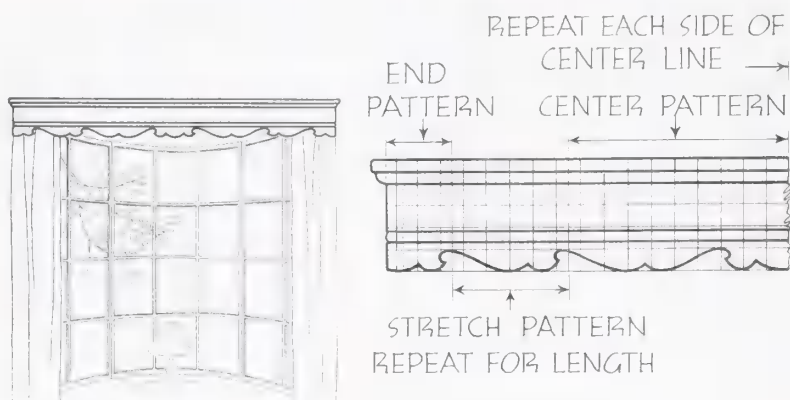 REPEAT EACH SIDE OF
CENTER LINE
END
PATTERN
CENTER PATTERN
STRETCH PATTERN
REPEAT FOR LENGTH